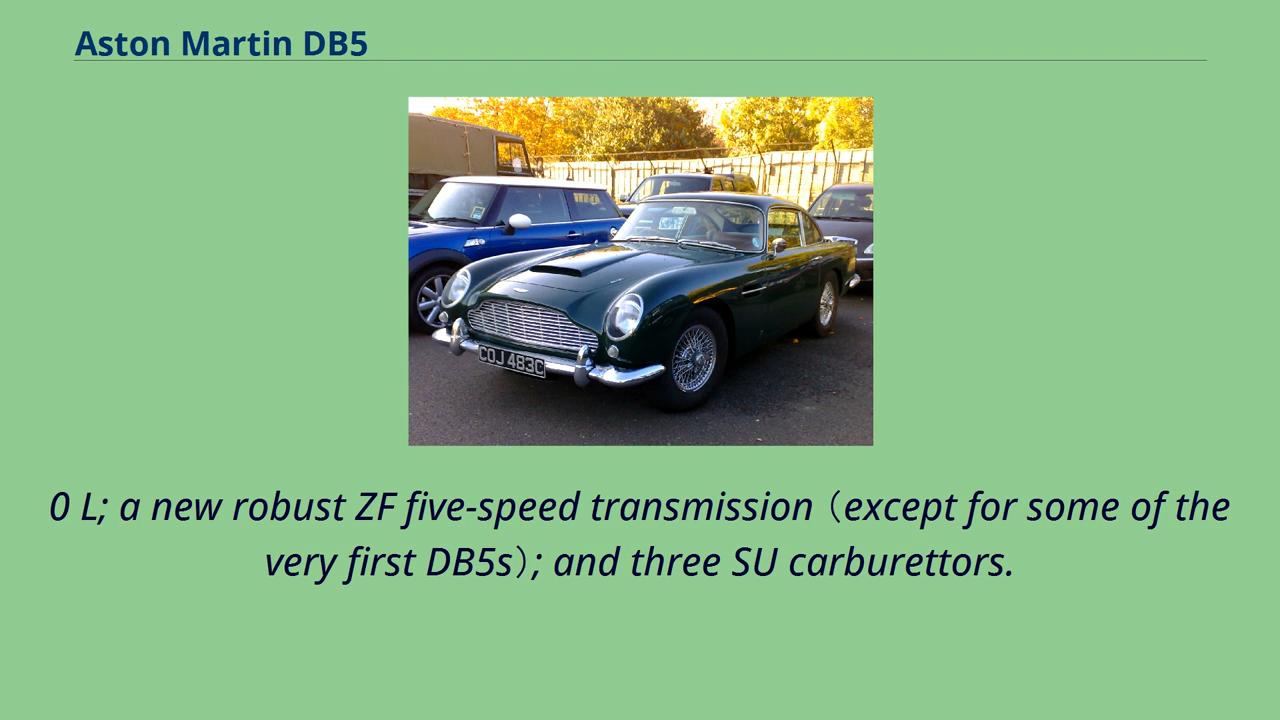 Aston Martin DB5
COJ 483C
0 L; a new robust ZF five-speed transmission（except for some of the
very first DB5s）; and three SU carburettors.